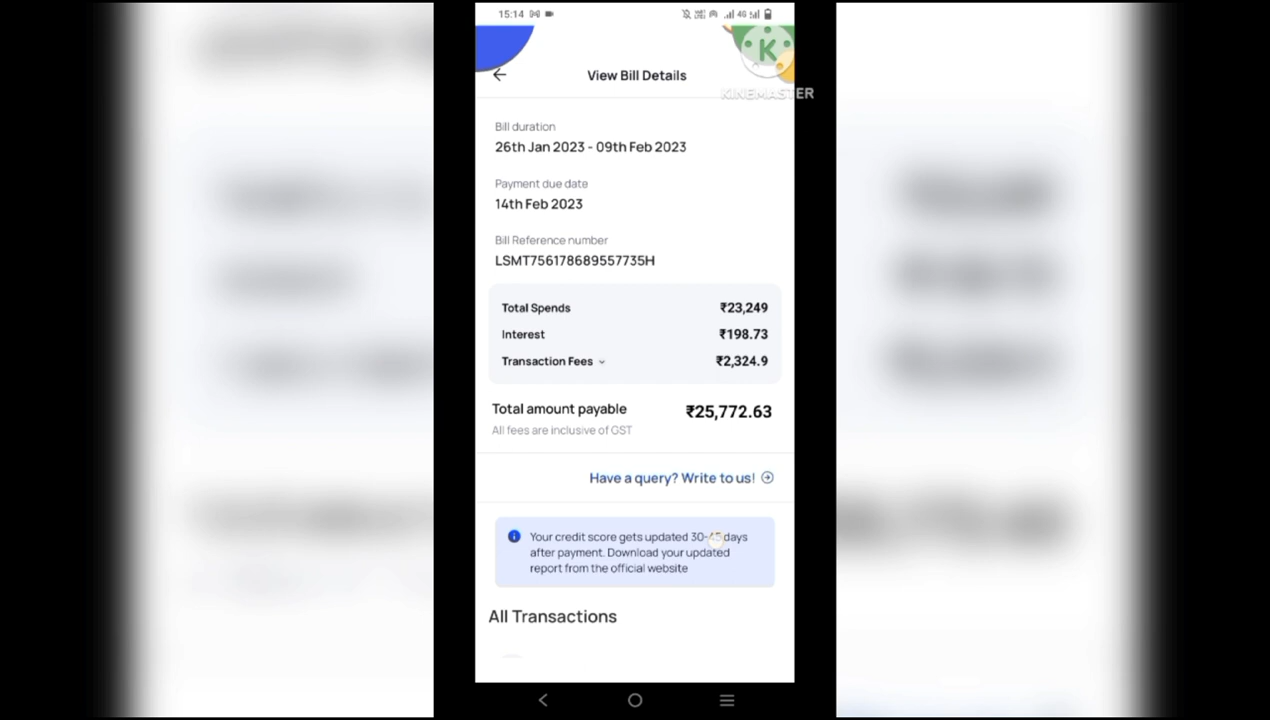 15:14
4G
K
KINEMASTER
View Bill Details
Bill duration
26th Jan 2023 - 09th Feb 2023
Payment due date
14th Feb 2023
Bill Reference number
LSMT756178689557735H
Total Spends ₹23,249
Interest ₹198.73
Transaction Fees ₹2,324.9
Total amount payable ₹25,772.63
All fees are inclusive of GST
Have a query? Write to us!
Your credit score gets updated 30-45 days
after payment. Download your updated
report from the official website
All Transactions